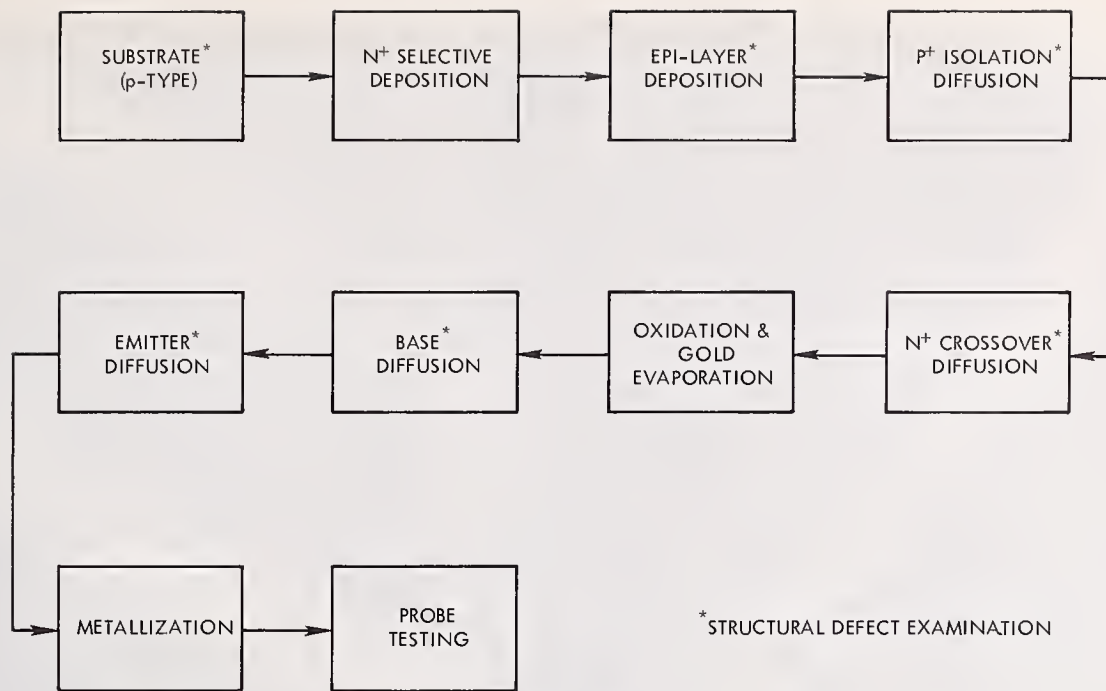 SUBSTRATE*
(p-TYPE)
N⁺ SELECTIVE
DEPOSITION
EPI-LAYER*
DEPOSITION
P⁺ ISOLATION*
DIFFUSION
N⁺ CROSSOVER*
DIFFUSION
OXIDATION &
GOLD
EVAPORATION
BASE*
DIFFUSION
EMITTER*
DIFFUSION
METALLIZATION
PROBE
TESTING
*STRUCTURAL DEFECT EXAMINATION